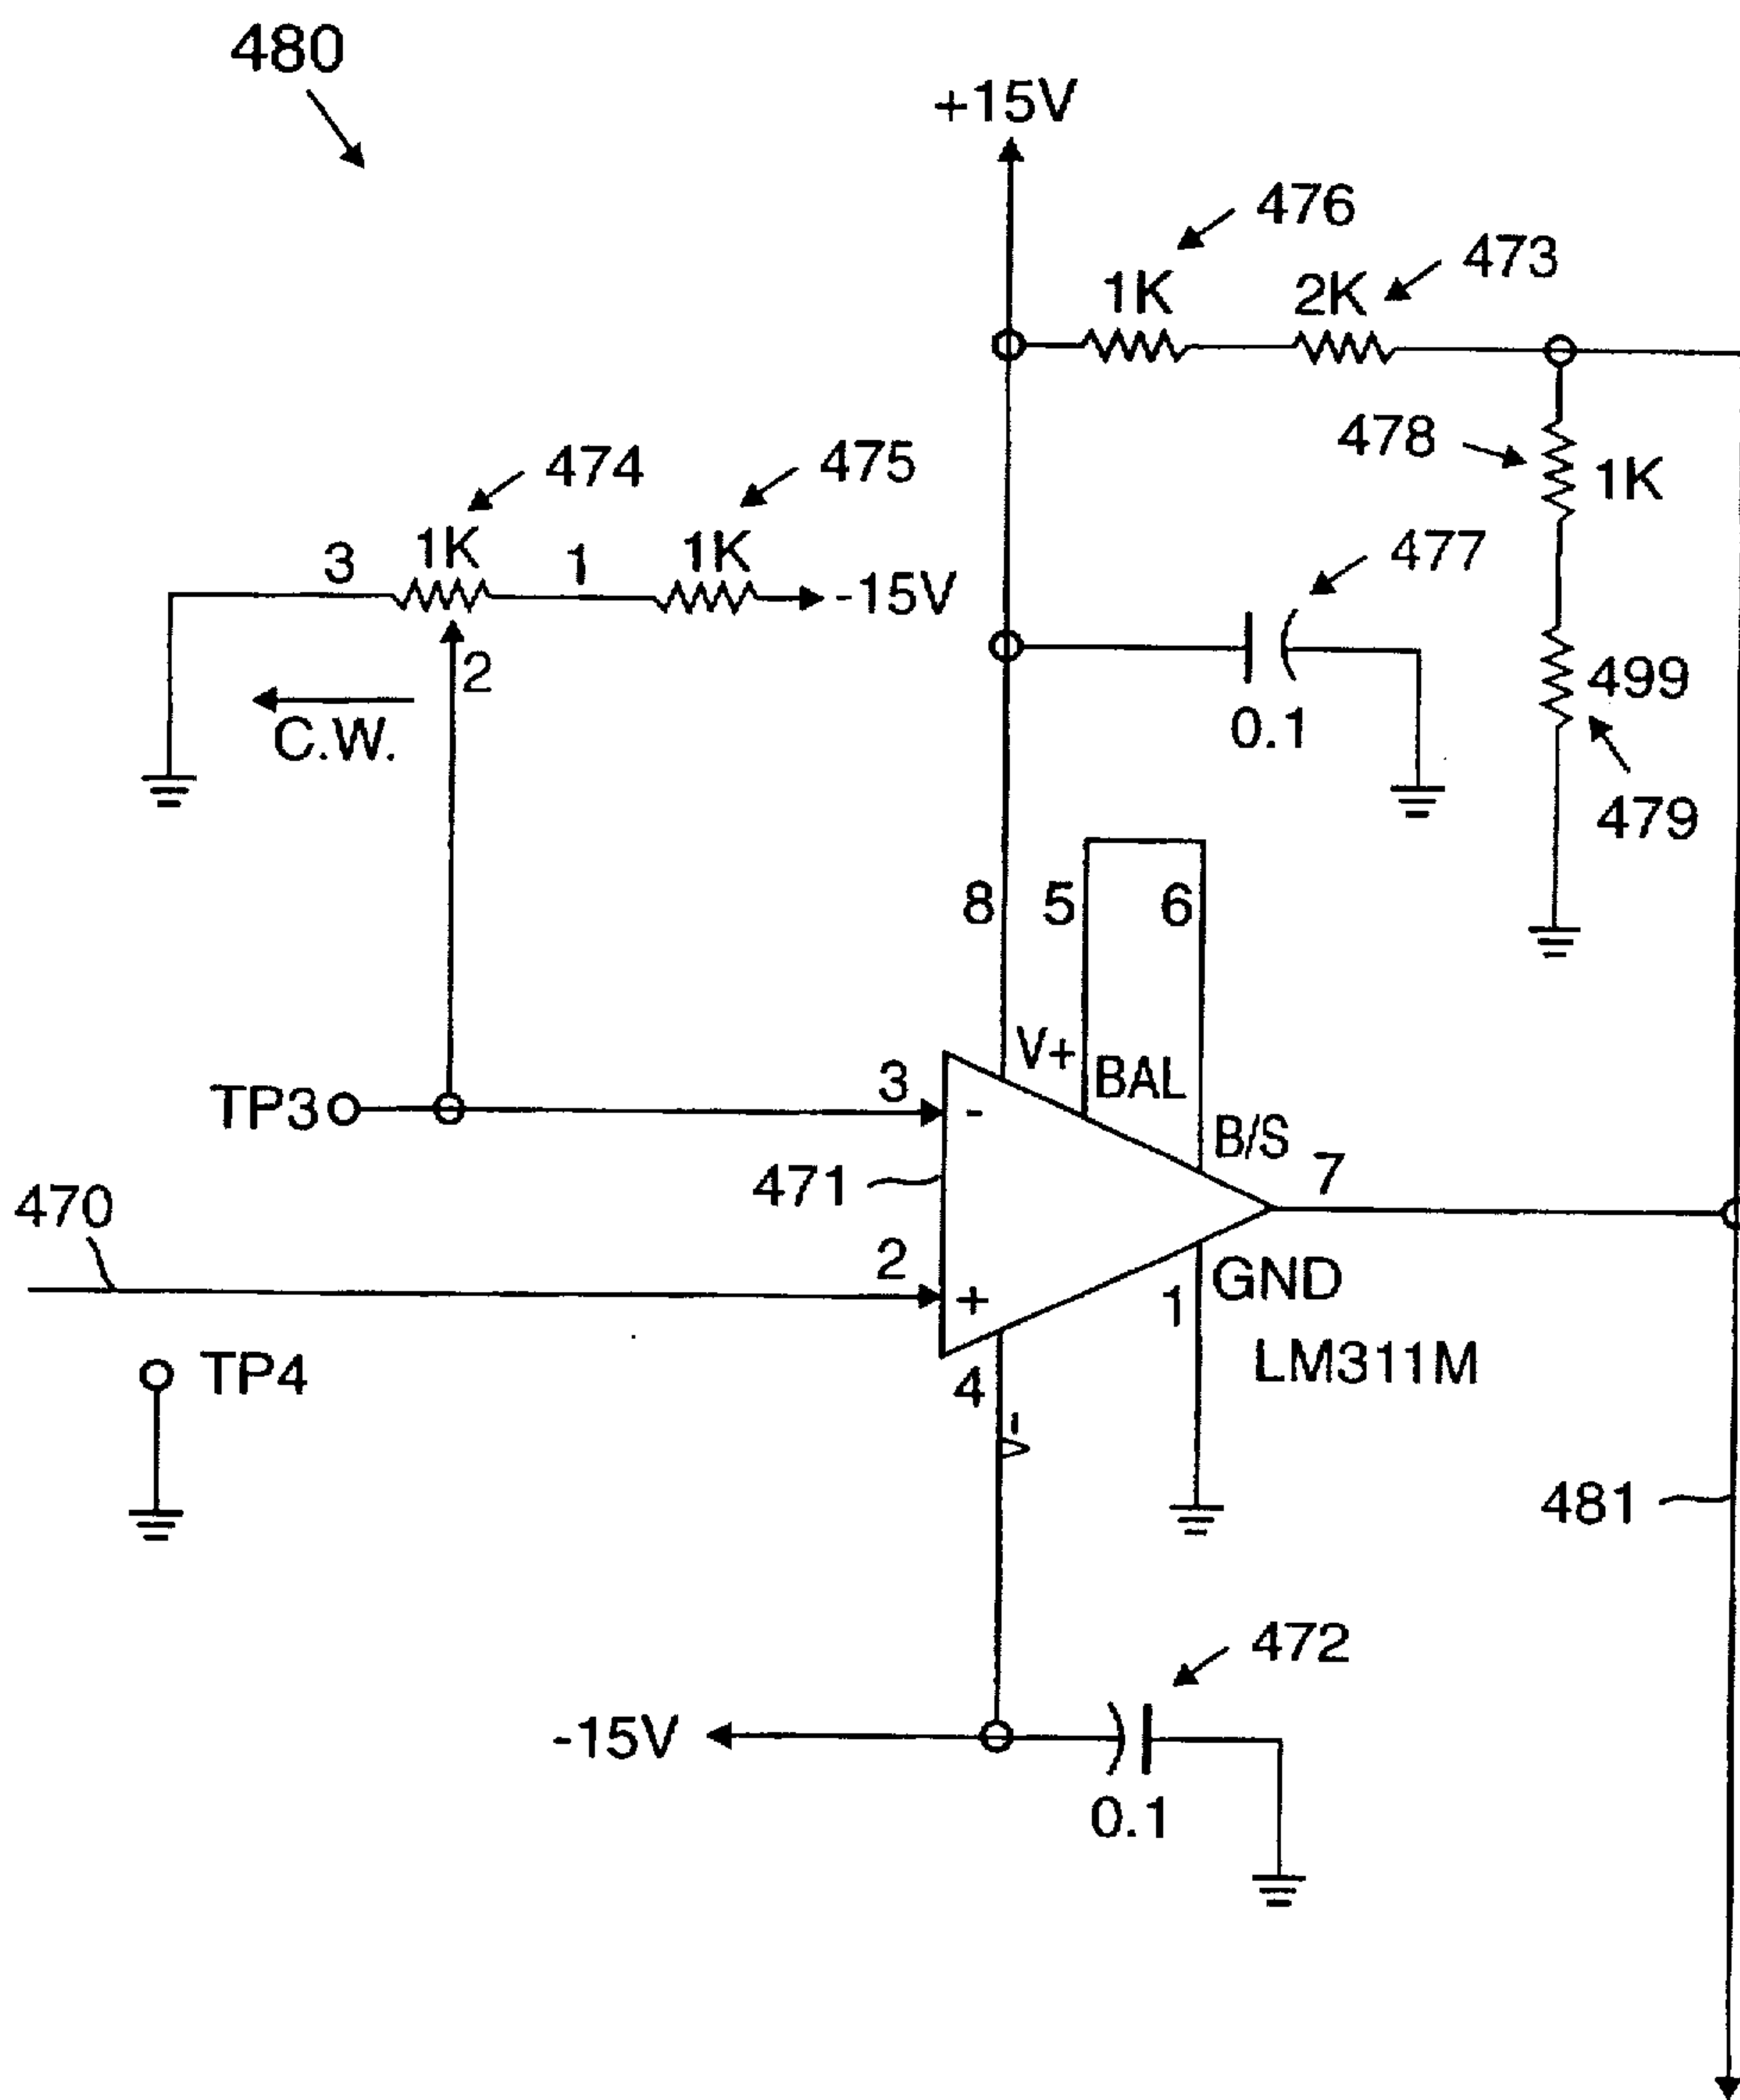 480
+15V
476
473
1K
2K
478
1K
474
475
477
3
1K
1
1K
-15V
2
499
C.W.
0.1
479
8
5
6
V+
BAL
TP3
3
-
B/S
471
7
470
2
+
GND
1
TP4
LM311M
4
V-
481
472
-15V
0.1